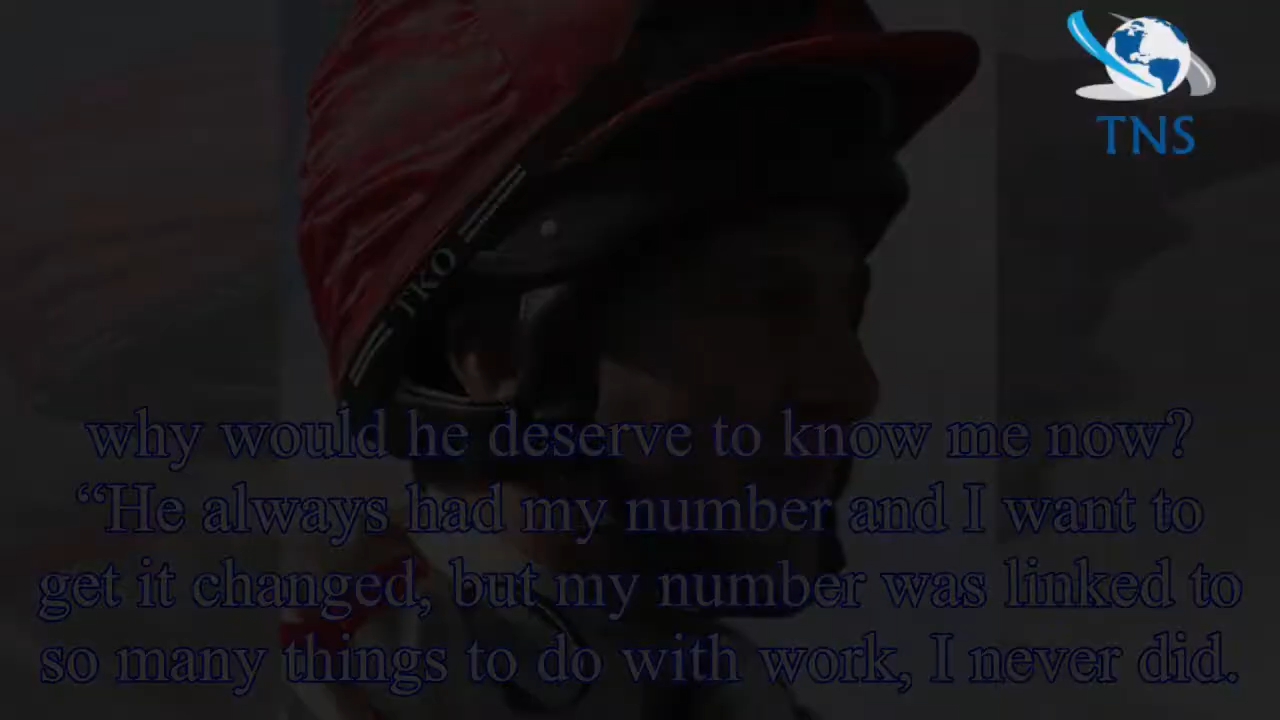 TNS
TKO
why would he deserve to know me now?
“He always had my number and I want to
get it changed, but my number was linked to
so many things to do with work, I never did.